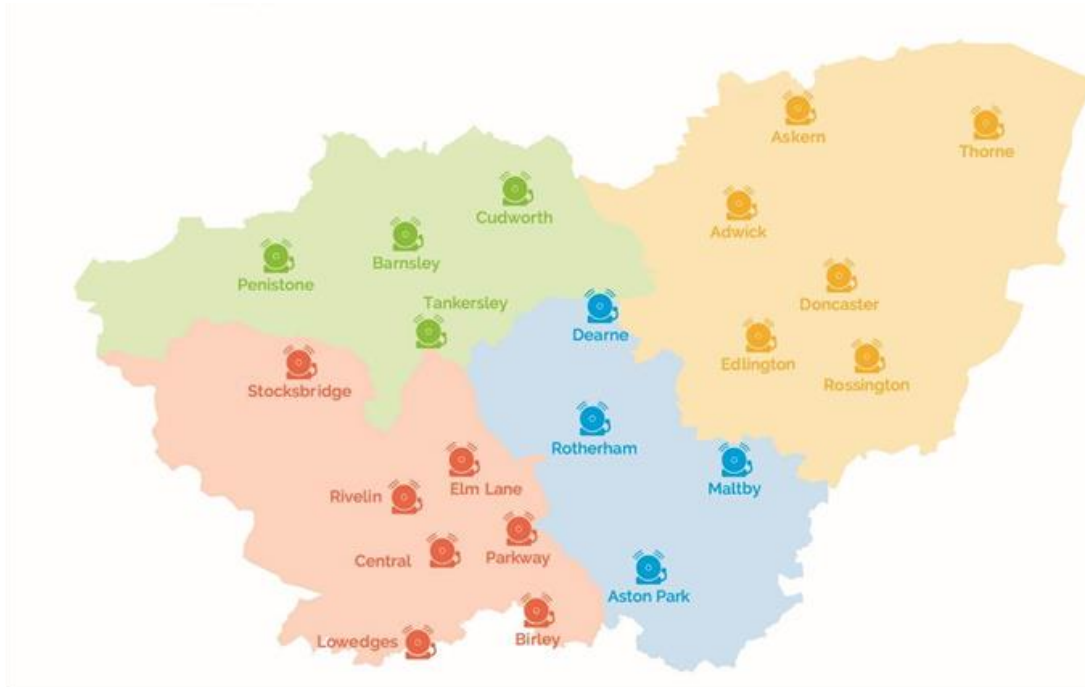 Askern
Thorne
Cudworth
Adwick
Barnsley
Penistone
Doncaster
Tankersley
Dearne
Edlington
Rossington
Stocksbridge
Rotherham
Elm Lane
Maltby
Rivelin
Parkway
Central
Aston Park
Birley
Lowedges